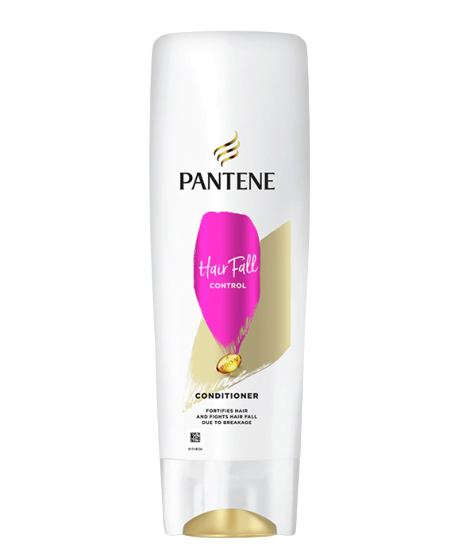 PANTENE
Hair Fall
CONTROL
CONDITIONER
FORTIFIES HAIR
AND FIGHTS HAIR FALL
DUE TO BREAKAGE